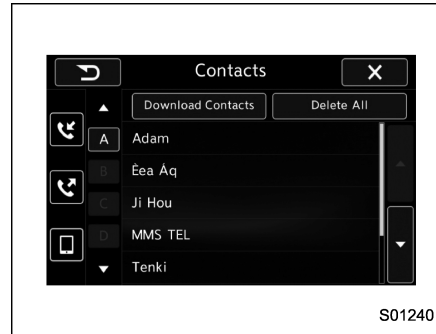 Contacts
Download Contacts Delete All
A Adam
B Èea Áq
C Ji Hou
D MMS TEL
Tenki
S01240